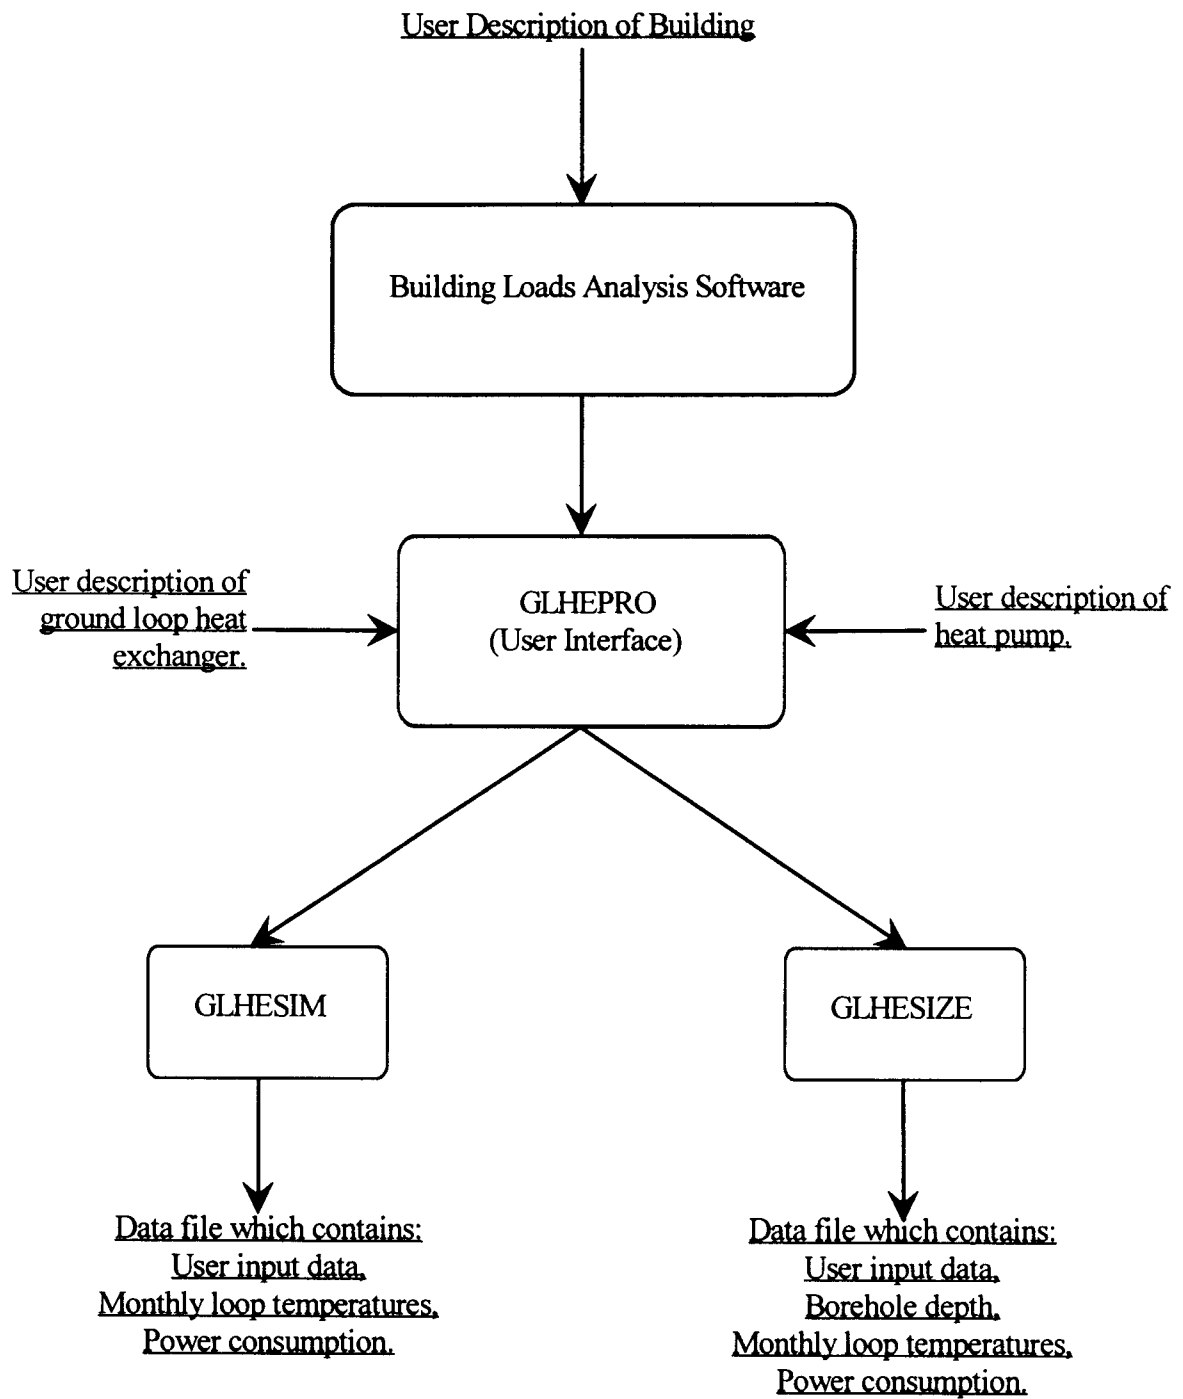 User Description of Building
Building Loads Analysis Software
User description of
ground loop heat
exchanger.
GLHEPRO
(User Interface)
User description of
heat pump.
GLHESIM
GLHESIZE
Data file which contains:
User input data,
Monthly loop temperatures,
Power consumption.
Data file which contains:
User input data,
Borehole depth,
Monthly loop temperatures,
Power consumption.